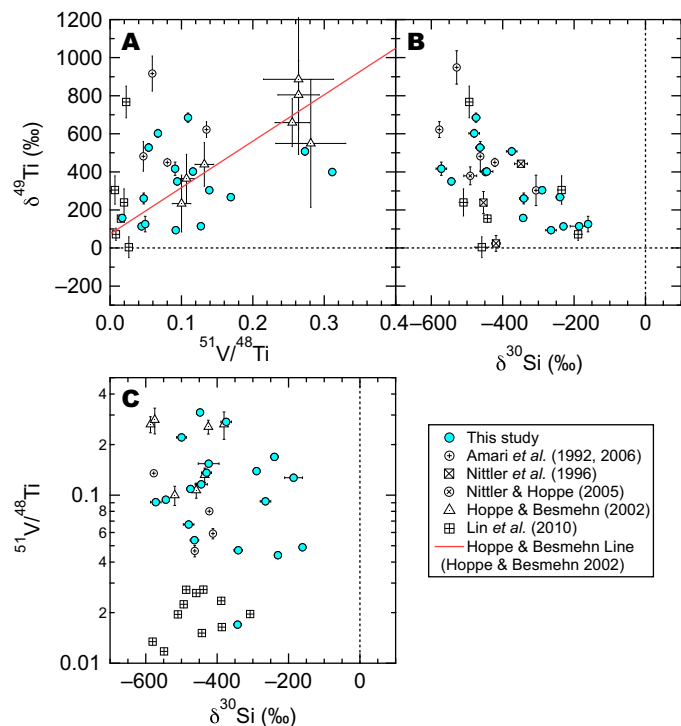 A
1200
1000
800
600
400
200
0
−200
δ⁴⁹Ti (‰)
0.0
0.1
0.2
0.3
0.4
⁵¹V/⁴⁸Ti
B
−600
−400
−200
0
δ³⁰Si (‰)
C
4
2
0.1
4
2
0.01
⁵¹V/⁴⁸Ti
−600
−400
−200
0
δ³⁰Si (‰)
This study
Amari et al. (1992, 2006)
Nittler et al. (1996)
Nittler & Hoppe (2005)
Hoppe & Besmehn (2002)
Lin et al. (2010)
Hoppe & Besmehn Line
(Hoppe & Besmehn 2002)